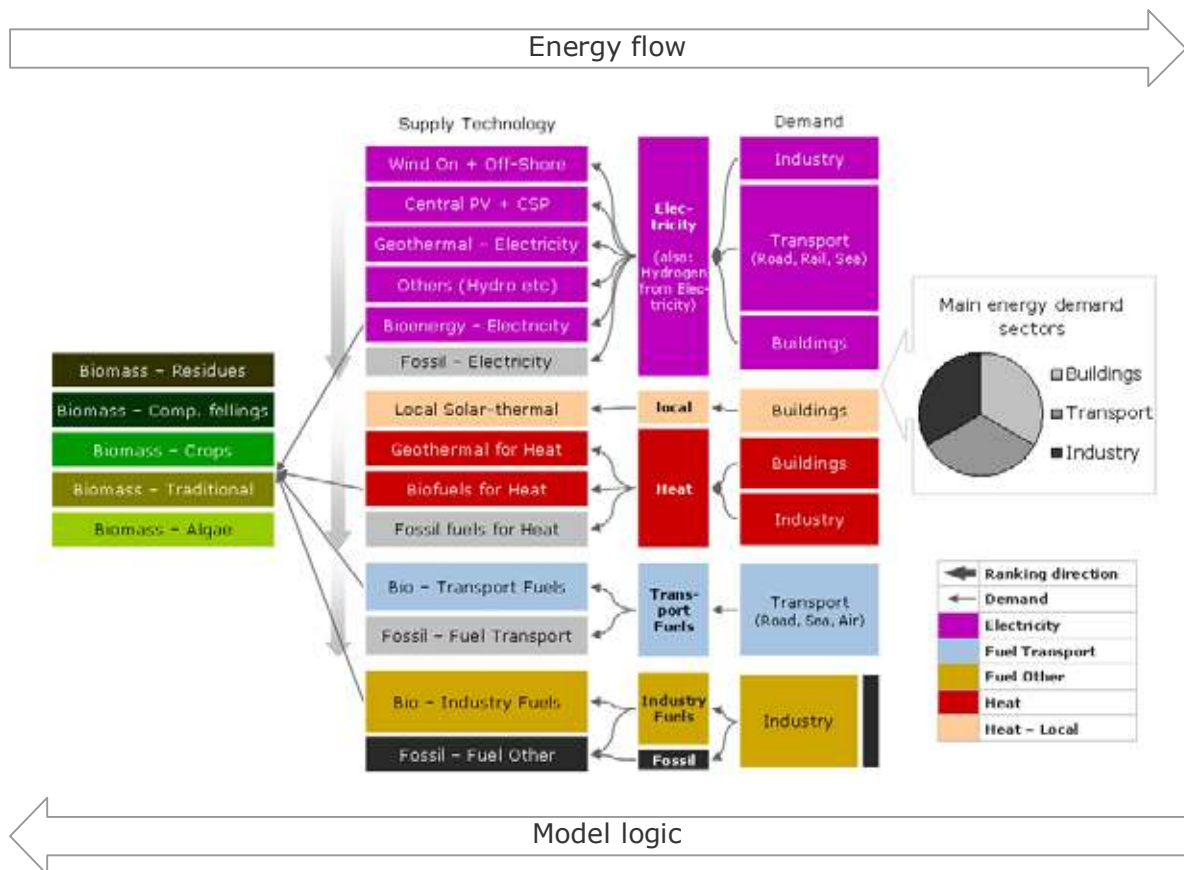 Energy flow
Supply Technology
Demand
Wind On + Off-Shore
Central PV + CSP
Geothermal - Electricity
Others (Hydro etc)
Bioenergy - Electricity
Fossil - Electricity
Elec-
tricity
(also:
Hydrogen
from Elec-
tricity)
Industry
Transport
(Road, Rail, Sea)
Buildings
Main energy demand
sectors
Buildings
Transport
Industry
Biomass - Residues
Biomass - Comp. fellings
Biomass - Crops
Biomass - Traditional
Biomass - Algae
Local Solar-thermal
local
Buildings
Geothermal for Heat
Biofuels for Heat
Fossil fuels for Heat
Heat
Buildings
Industry
Bio - Transport Fuels
Fossil - Fuel Transport
Trans-
port
Fuels
Transport
(Road, Sea, Air)
Bio - Industry Fuels
Fossil - Fuel Other
Industry
Fuels
Fossil
Industry
Ranking direction
Demand
Electricity
Fuel Transport
Fuel Other
Heat
Heat - Local
Model logic